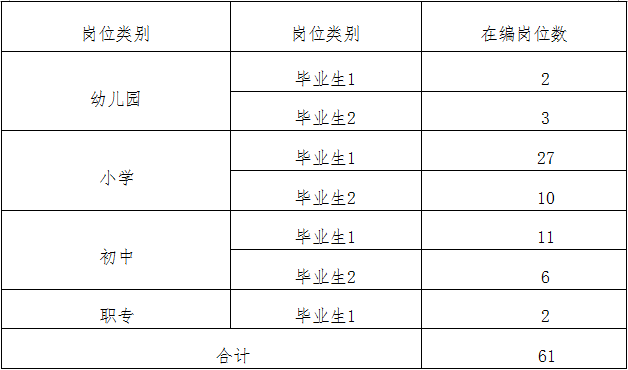 岗位类别 岗位类别 在编岗位数
幼儿园 毕业生1 2
毕业生2 3
小学 毕业生1 27
毕业生2 10
初中 毕业生1 11
毕业生2 6
职专 毕业生1 2
合计 61